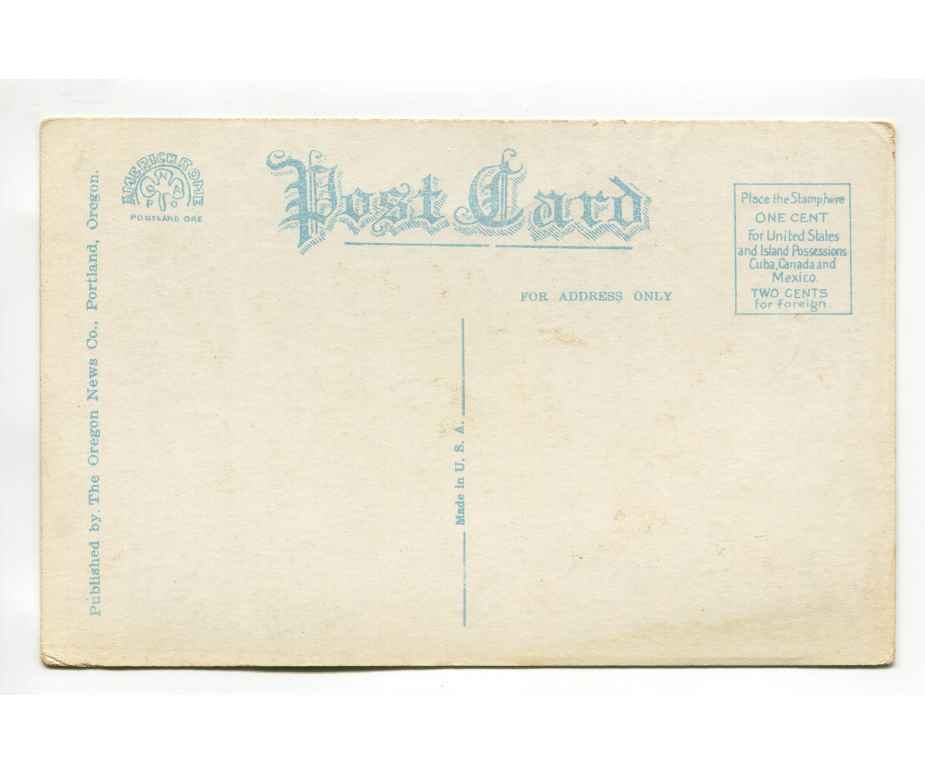 AMERICHROME
PORTLAND ORE
Post Card
Place the Stamp here
ONE CENT
For United States
and Island Possessions
Cuba, Canada and
Mexico.
TWO CENTS
for Foreign.
FOR ADDRESS ONLY
Made in U. S. A.
Published by The Oregon News Co., Portland, Oregon.